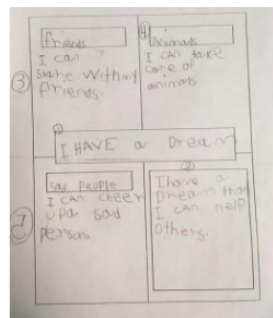 Friends
I can
Share with my
Friends.
3
4
Animals
I can take
care of
animals
1
I HAVE a Dream
Sad People
I can cheer
up a sad
person.
2
I have a
Dream that
I can help
others.